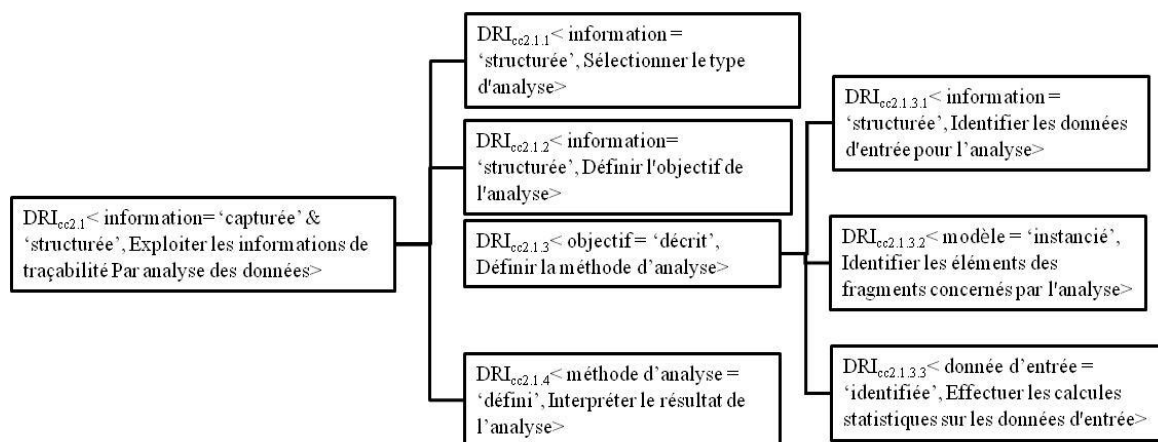 DRIcc2.1< information= ‘capturée’ &
‘structurée’, Exploiter les informations de
traçabilité Par analyse des données>
DRIcc2.1.1< information =
‘structurée’, Sélectionner le type
d'analyse>
DRIcc2.1.2< information=
‘structurée’, Définir l'objectif de
l'analyse>
DRIcc2.1.3< objectif = ‘décrit’,
Définir la méthode d’analyse>
DRIcc2.1.4< méthode d’analyse =
‘défini’, Interpréter le résultat de
l’analyse>
DRIcc2.1.3.1< information =
‘structurée’, Identifier les données
d'entrée pour l’analyse>
DRIcc2.1.3.2< modèle = ‘instancié’,
Identifier les éléments des
fragments concernés par l'analyse>
DRIcc2.1.3.3< donnée d’entrée =
‘identifiée’, Effectuer les calcules
statistiques sur les données d'entrée>